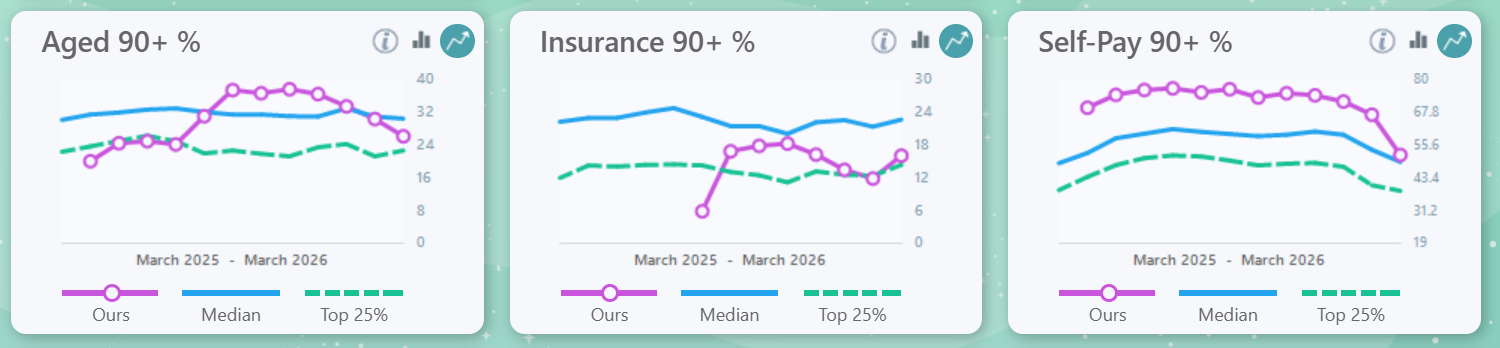 Aged 90+ %
40
32
24
16
8
0
March 2025 - March 2026
Ours Median Top 25%
Insurance 90+ %
30
24
18
12
6
0
March 2025 - March 2026
Ours Median Top 25%
Self-Pay 90+ %
80
67.8
55.6
43.4
31.2
19
March 2025 - March 2026
Ours Median Top 25%